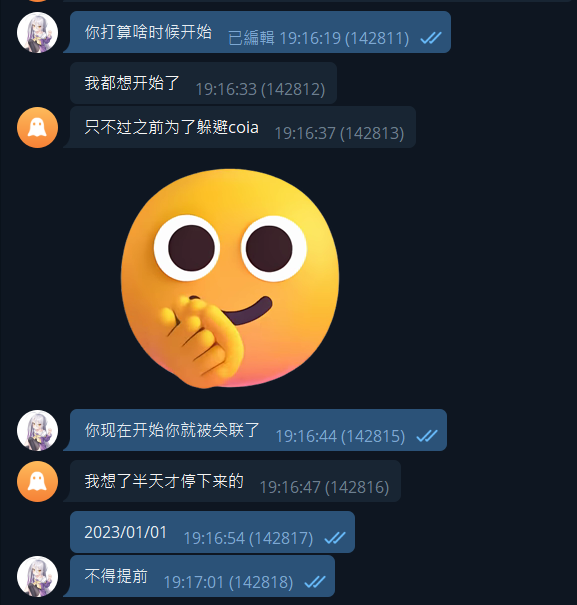 你打算啥时候开始 已編輯 19:16:19 (142811)
我都想开始了 19:16:33 (142812)
只不过之前为了躲避coia 19:16:37 (142813)
你现在开始你就被关联了 19:16:44 (142815)
我想了半天才停下来的 19:16:47 (142816)
2023/01/01 19:16:54 (142817)
不得提前 19:17:01 (142818)